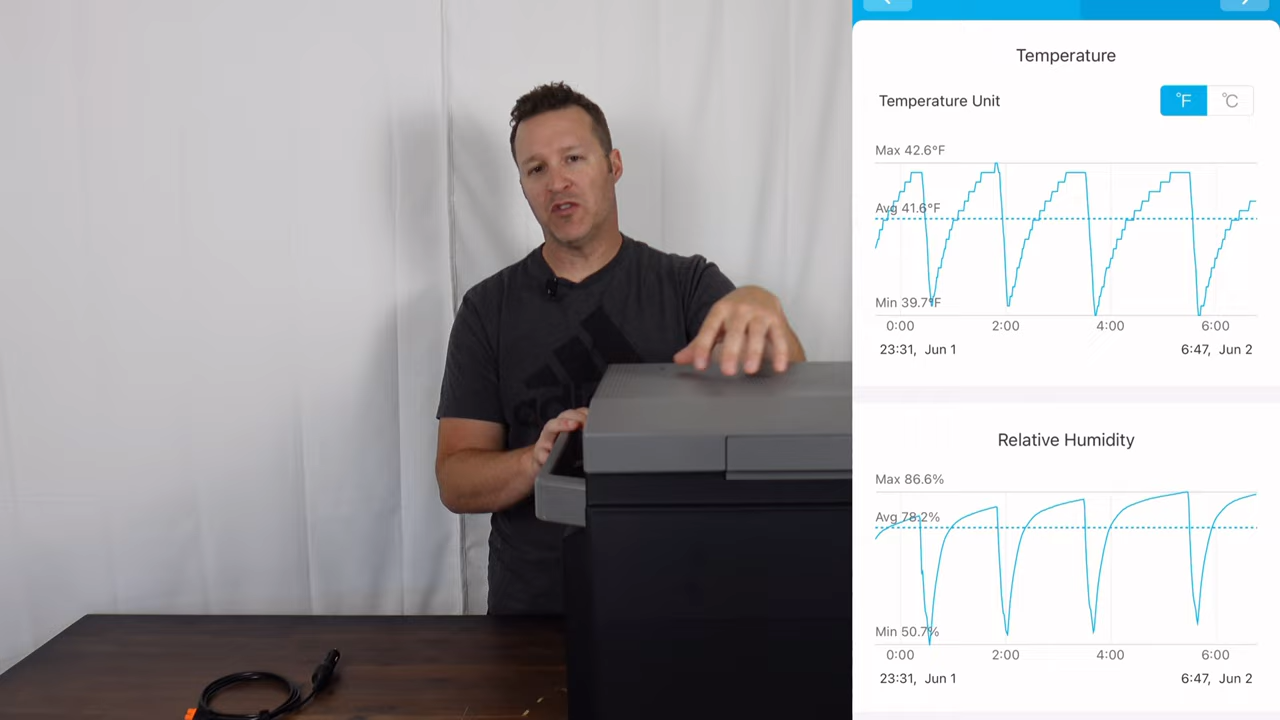 Temperature
Temperature Unit
°F
°C
Max 42.6°F
Avg 41.6°F
Min 39.7°F
0:00 2:00 4:00 6:00
23:31, Jun 1 6:47, Jun 2
Relative Humidity
Max 86.6%
Avg 78.2%
Min 50.7%
0:00 2:00 4:00 6:00
23:31, Jun 1 6:47, Jun 2